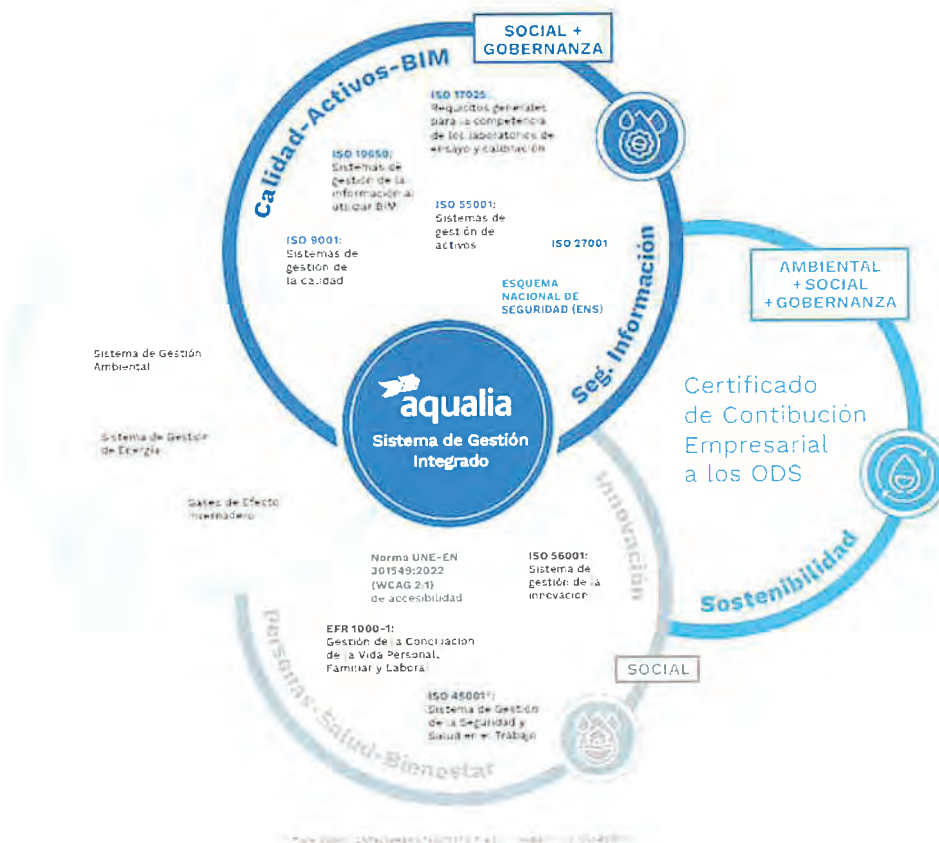 SOCIAL +
GOBERNANZA
Calidad-Activos-BIM
ISO 17025:
Requisitos generales
para la competencia
de los laboratorios de
ensayo y calibración
ISO 19650:
Sistemas de
gestión de la
información al
utilizar BIM
ISO 55001:
Sistemas de
gestión de
activos
ISO 9001:
Sistemas de
gestión de
la calidad
ISO 27001
ESQUEMA
NACIONAL DE
SEGURIDAD (ENS)
Seg. Información
AMBIENTAL
+ SOCIAL
+ GOBERNANZA
Certificado
de Contibución
Empresarial
a los ODS
Sostenibilidad
Sistema de Gestión
Ambiental
Sistema de Gestión
de Energía
Gases de Efecto
Invernadero
aqualia
Sistema de Gestión
Integrado
Innovación
Norma UNE-EN
301549:2022
(WCAG 2.1)
de accesibilidad
ISO 56001:
Sistema de
gestión de la
innovación
EFR 1000-1:
Gestión de la Conciliación
de la Vida Personal,
Familiar y Laboral
SOCIAL
ISO 45001:
Sistema de Gestión
de la Seguridad y
Salud en el Trabajo
Personas-Salud-Bienestar